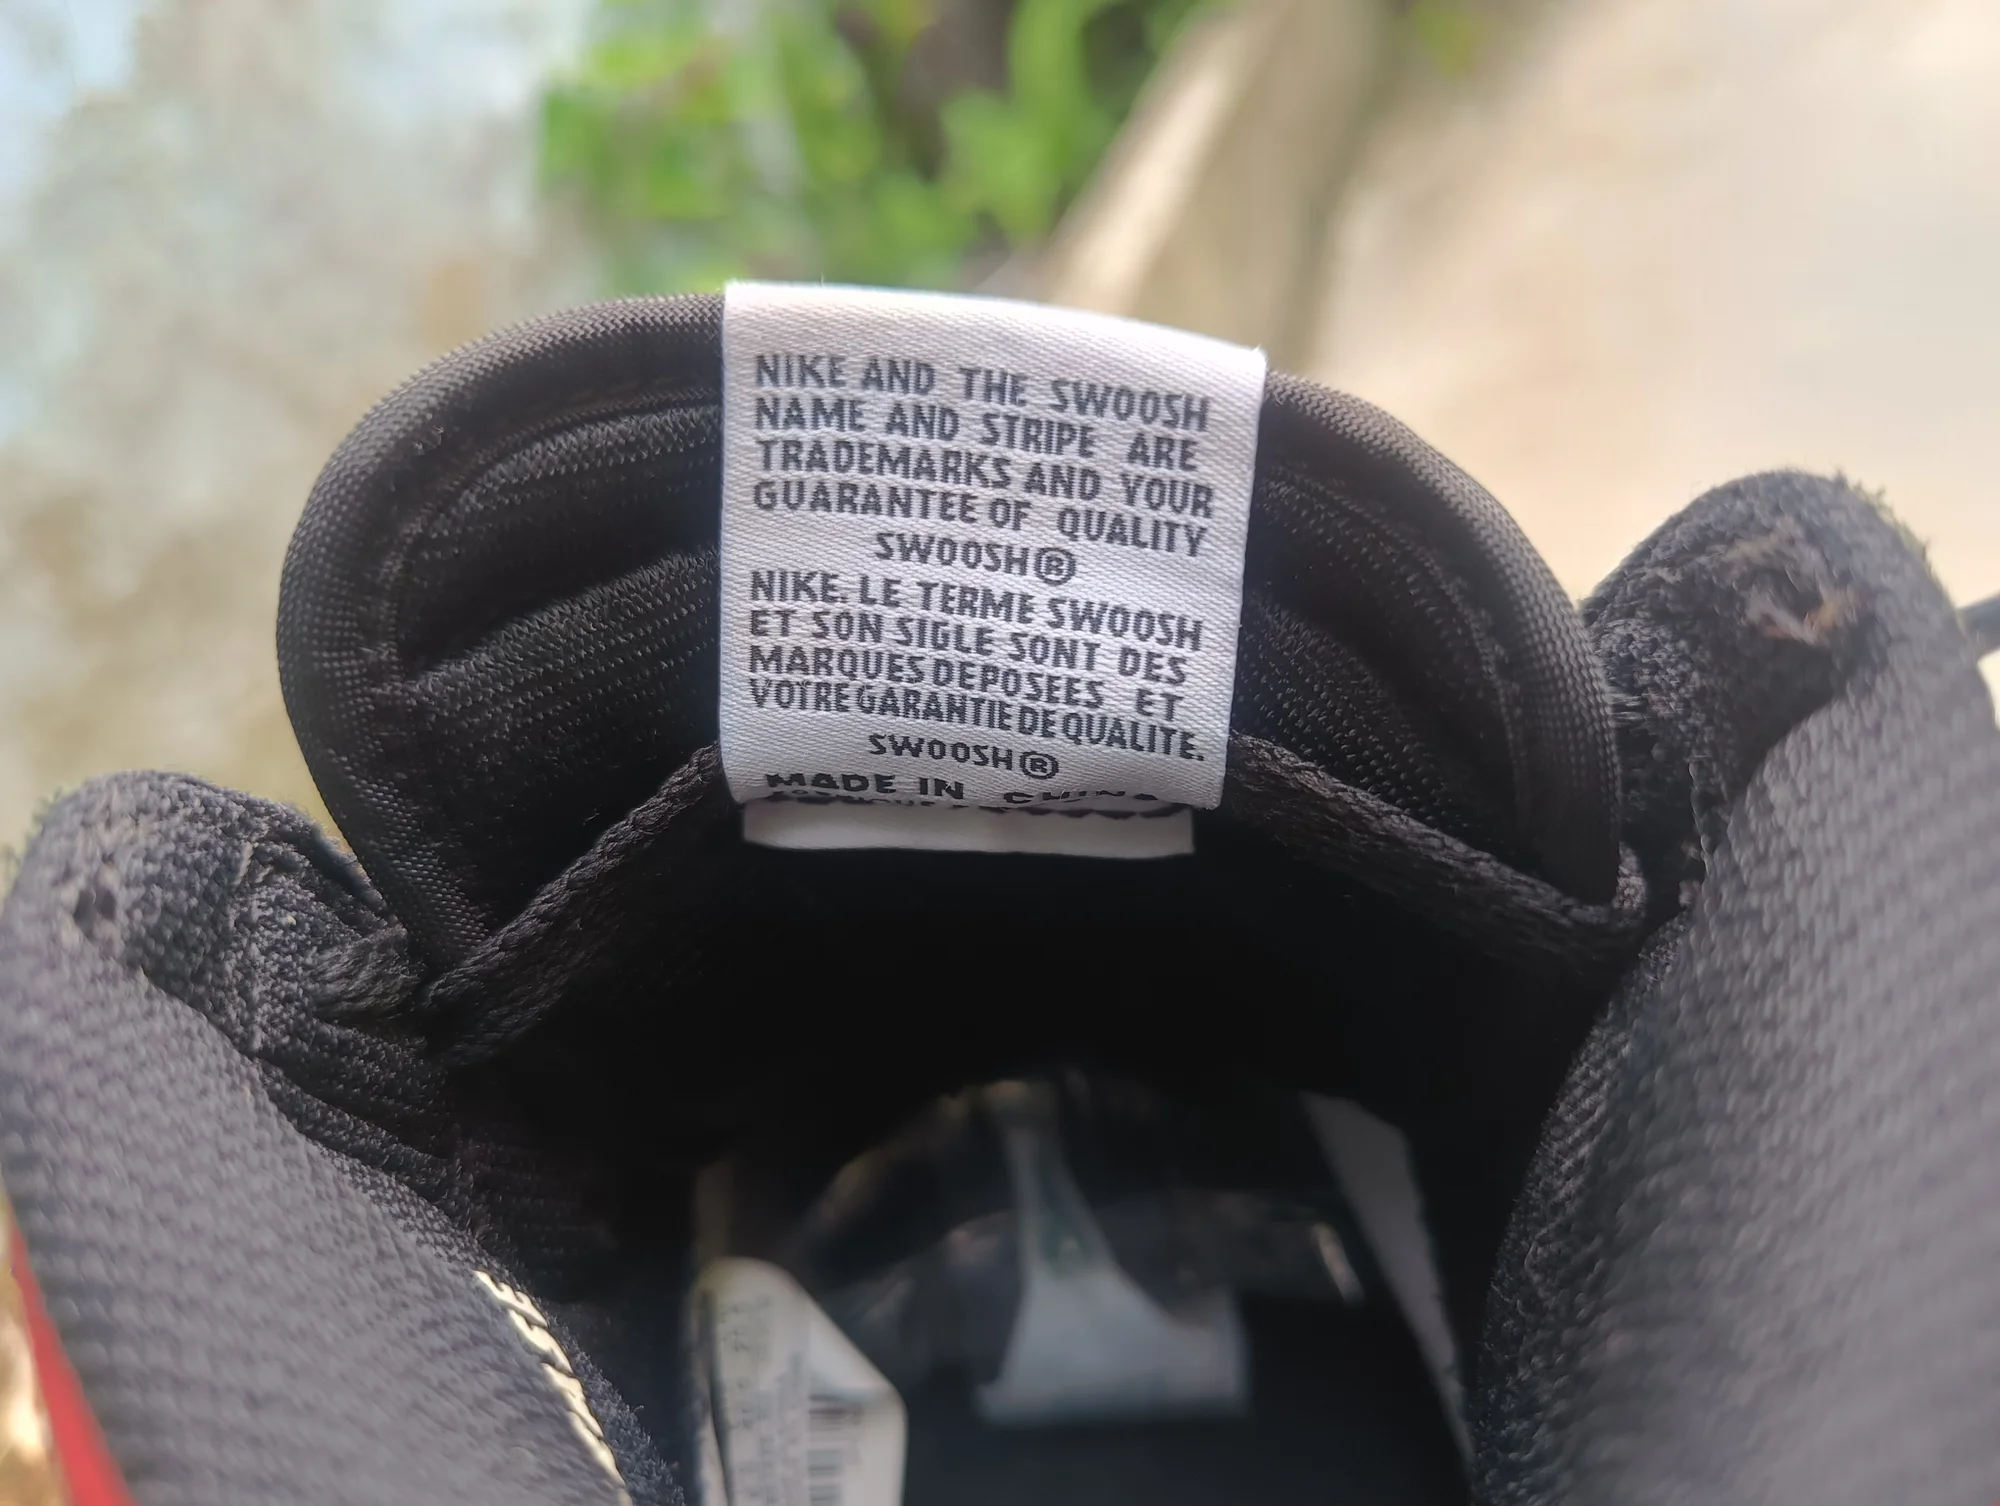 NIKE AND THE SWOOSH
NAME AND STRIPE ARE
TRADEMARKS AND YOUR
GUARANTEE OF QUALITY
SWOOSH®
NIKE, LE TERME SWOOSH
ET SON SIGLE SONT DES
MARQUES DEPOSEES ET
VOTRE GARANTIE DE QUALITE.
SWOOSH®
MADE IN CHINA